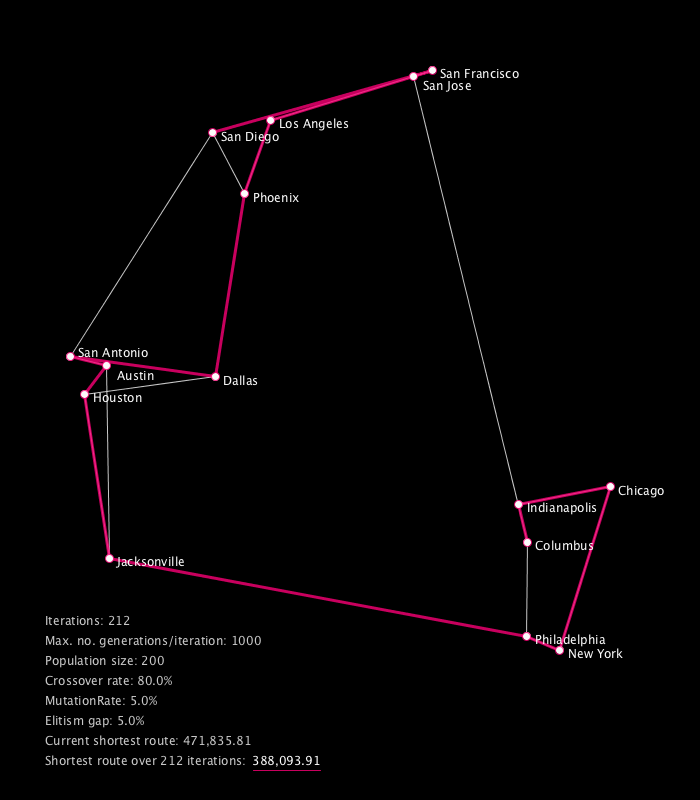 San Francisco
San Jose
Los Angeles
San Diego
Phoenix
San Antonio
Austin
Dallas
Houston
Chicago
Indianapolis
Columbus
Jacksonville
Philadelphia
New York
Iterations: 212
Max. no. generations/iteration: 1000
Population size: 200
Crossover rate: 80.0%
MutationRate: 5.0%
Elitism gap: 5.0%
Current shortest route: 471,835.81
Shortest route over 212 iterations: 388,093.91